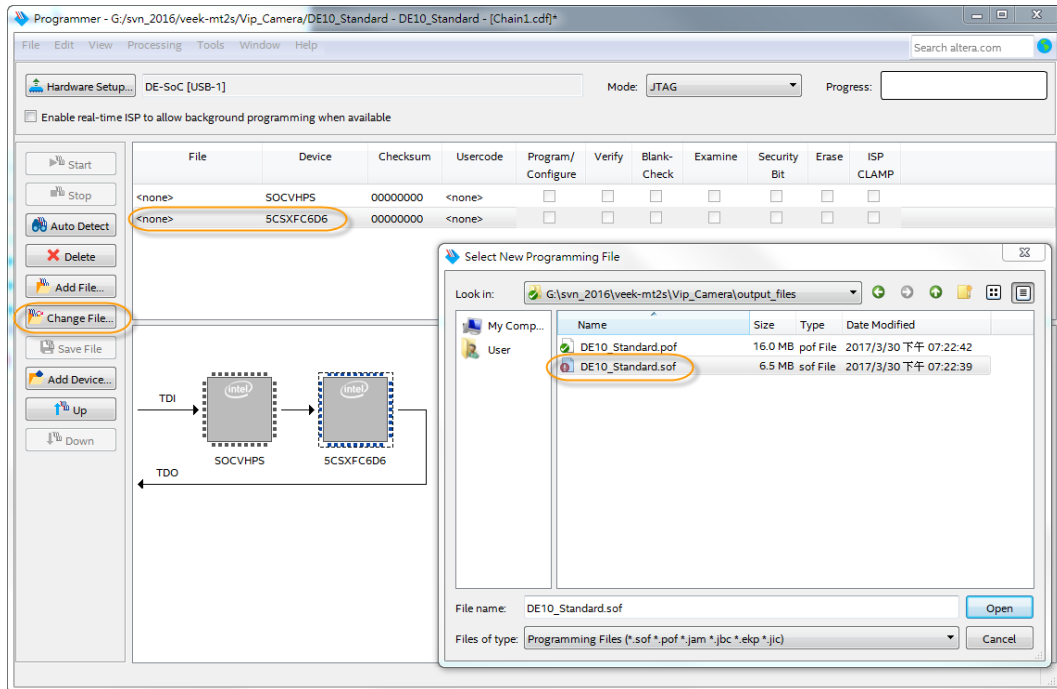 Programmer - G:/svn_2016/veek-mt2s/Vip_Camera/DE10_Standard - DE10_Standard - [Chain1.cdf]*
File Edit View Processing Tools Window Help
Search altera.com
Hardware Setup... DE-SoC [USB-1] Mode: JTAG Progress:
Enable real-time ISP to allow background programming when available
Start
Stop
Auto Detect
Delete
Add File...
Change File...
Save File
Add Device...
Up
Down
File Device Checksum Usercode Program/ Configure Verify Blank- Check Examine Security Bit Erase ISP CLAMP
<none> SOCVHPS 00000000 <none>
<none> 5CSXFC6D6 00000000 <none>
TDI
intel
intel
SOCVHPS
5CSXFC6D6
TDO
Select New Programming File
Look in: G:\svn_2016\veek-mt2s\Vip_Camera\output_files
My Comp...
User
Name Size Type Date Modified
DE10_Standard.pof 16.0 MB pof File 2017/3/30 下午 07:22:42
DE10_Standard.sof 6.5 MB sof File 2017/3/30 下午 07:22:39
File name: DE10_Standard.sof Open
Files of type: Programming Files (*.sof *.pof *.jam *.jbc *.ekp *.jic) Cancel